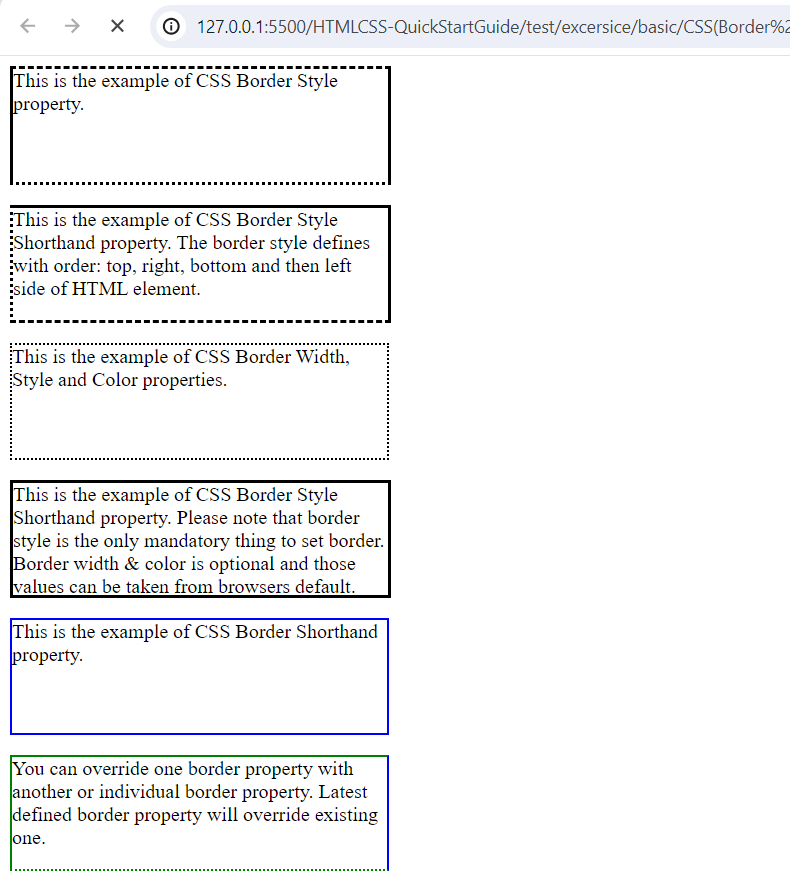 127.0.0.1:5500/HTMLCSS-QuickStartGuide/test/excersice/basic/CSS(Border%2
This is the example of CSS Border Style
property.
This is the example of CSS Border Style
Shorthand property. The border style defines
with order: top, right, bottom and then left
side of HTML element.
This is the example of CSS Border Width,
Style and Color properties.
This is the example of CSS Border Style
Shorthand property. Please note that border
style is the only mandatory thing to set border.
Border width & color is optional and those
values can be taken from browsers default.
This is the example of CSS Border Shorthand
property.
You can override one border property with
another or individual border property. Latest
defined border property will override existing
one.